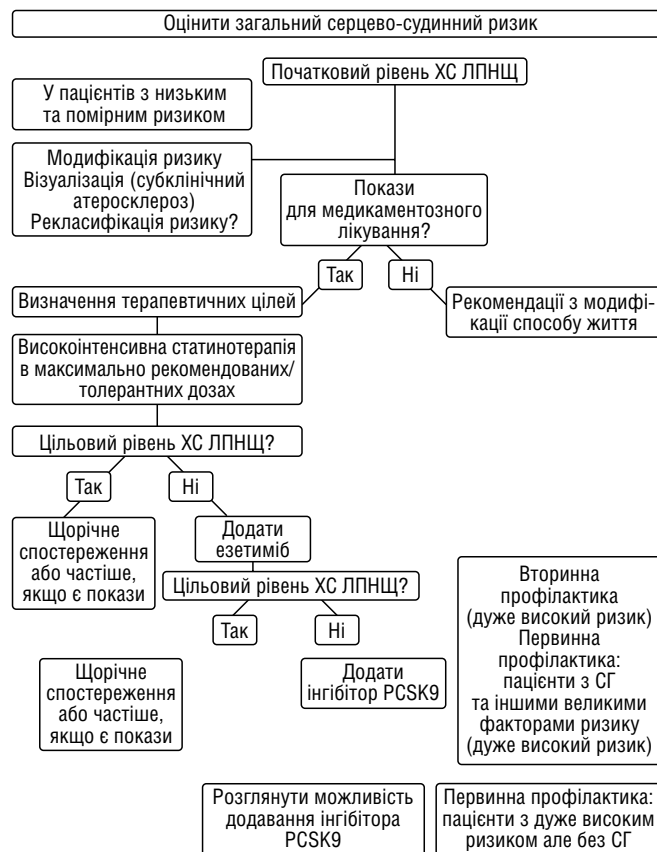 Оцінити загальний серцево-судинний ризик
Початковий рівень ХС ЛПНЩ
У пацієнтів з низьким
та помірним ризиком
Модифікація ризику
Візуалізація (субклінічний
атеросклероз)
Рекласифікація ризику?
Покази
для медикаментозного
лікування?
Так
Ні
Визначення терапевтичних цілей
Рекомендації з модифі-
кації способу життя
Високоінтенсивна статинотерапія
в максимально рекомендованих/
толерантних дозах
Цільовий рівень ХС ЛПНЩ?
Так
Ні
Щорічне
спостереження
або частіше,
якщо є покази
Додати
езетиміб
Цільовий рівень ХС ЛПНЩ?
Так
Ні
Вторинна
профілактика
(дуже високий ризик)
Первинна
профілактика:
пацієнти з СГ
та іншими великими
факторами ризику
(дуже високий ризик)
Щорічне
спостереження
або частіше,
якщо є покази
Додати
інгібітор PCSK9
Розглянути можливість
додавання інгібітора
PCSK9
Первинна профілактика:
пацієнти з дуже високим
ризиком але без СГ